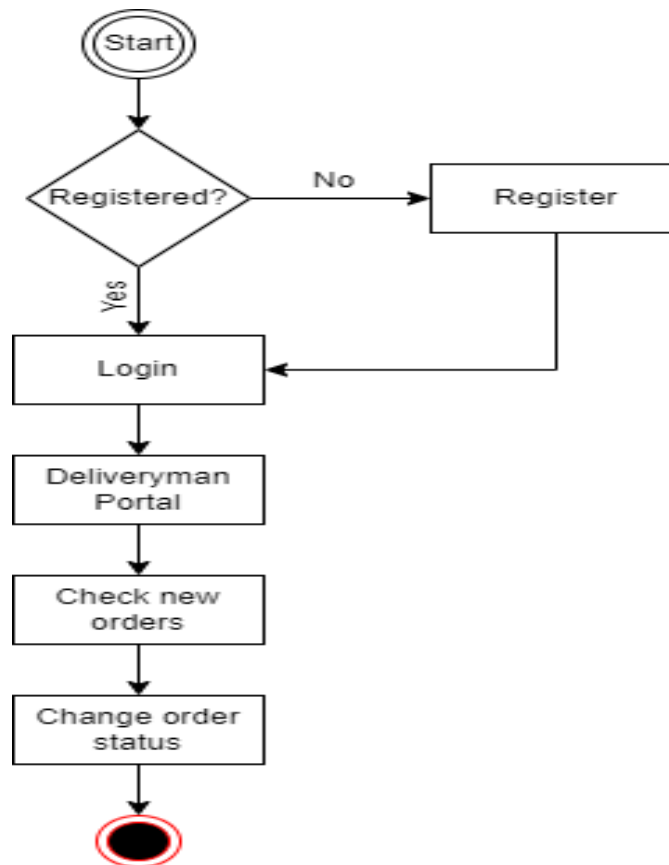 Start
Registered?
No
Register
Yes
Login
Deliveryman
Portal
Check new
orders
Change order
status